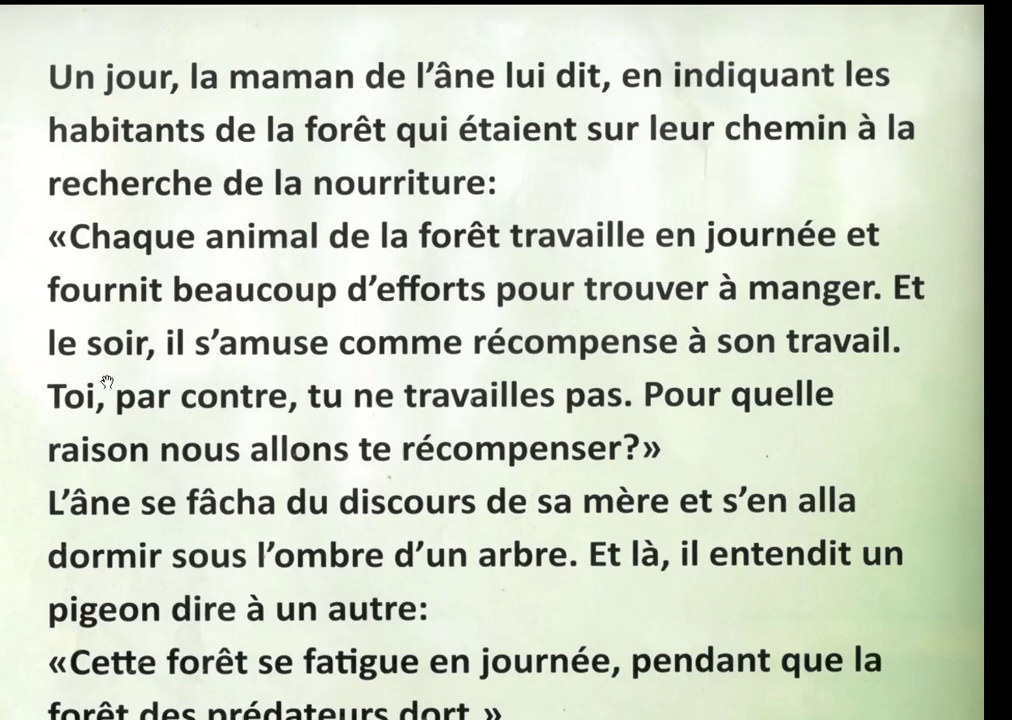 Un jour, la maman de l’âne lui dit, en indiquant les
habitants de la forêt qui étaient sur leur chemin à la
recherche de la nourriture:
«Chaque animal de la forêt travaille en journée et
fournit beaucoup d’efforts pour trouver à manger. Et
le soir, il s’amuse comme récompense à son travail.
Toi, par contre, tu ne travailles pas. Pour quelle
raison nous allons te récompenser?»
L’âne se fâcha du discours de sa mère et s’en alla
dormir sous l’ombre d’un arbre. Et là, il entendit un
pigeon dire à un autre:
«Cette forêt se fatigue en journée, pendant que la
forêt des prédateurs dort.»